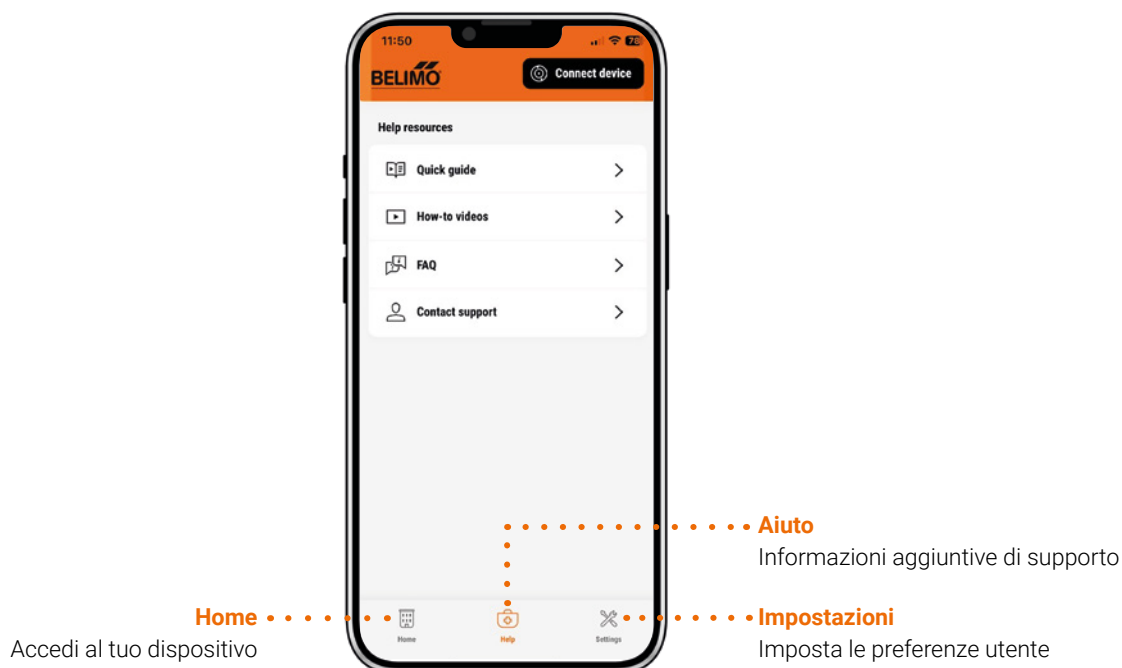 11:50
78
BELIMO
Connect device
Help resources
Quick guide
How-to videos
FAQ
Contact support
Aiuto
Informazioni aggiuntive di supporto
Home
Accedi al tuo dispositivo
Home
Help
Settings
Impostazioni
Imposta le preferenze utente